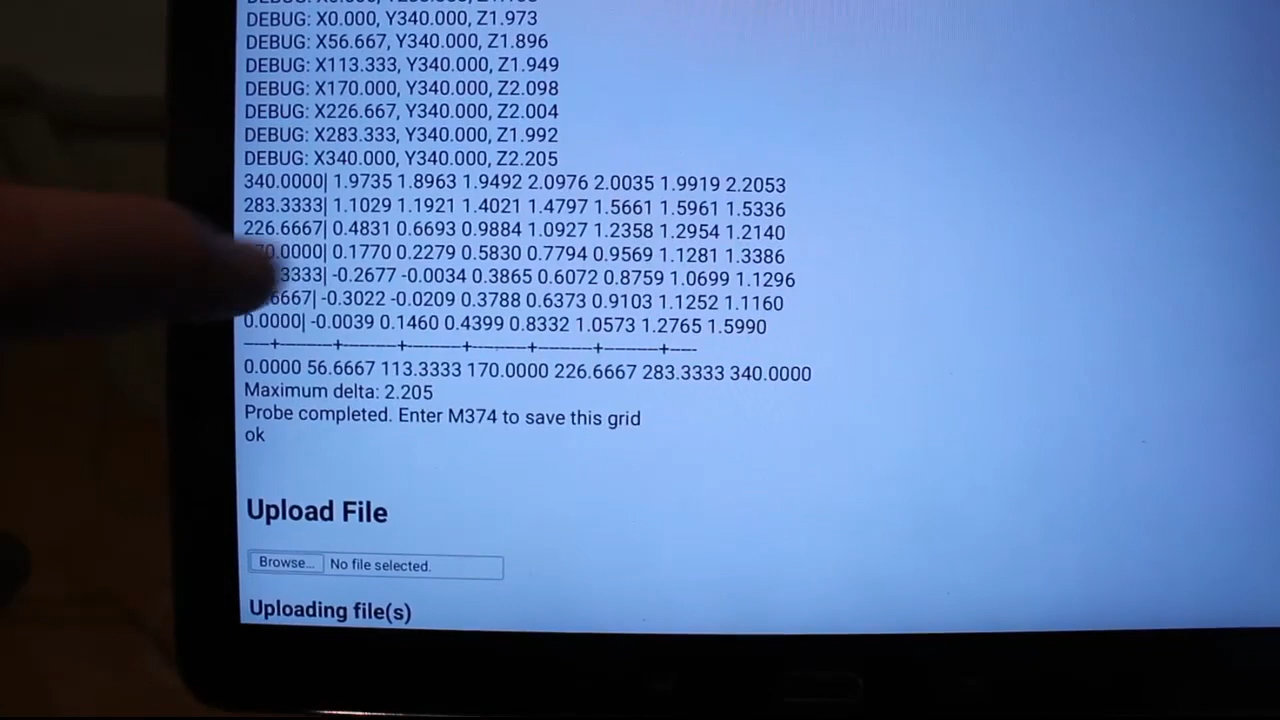 DEBUG: X0.000, Y340.000, Z1.973
DEBUG: X56.667, Y340.000, Z1.896
DEBUG: X113.333, Y340.000, Z1.949
DEBUG: X170.000, Y340.000, Z2.098
DEBUG: X226.667, Y340.000, Z2.004
DEBUG: X283.333, Y340.000, Z1.992
DEBUG: X340.000, Y340.000, Z2.205
340.0000| 1.9735 1.8963 1.9492 2.0976 2.0035 1.9919 2.2053
283.3333| 1.1029 1.1921 1.4021 1.4797 1.5661 1.5961 1.5336
226.6667| 0.4831 0.6693 0.9884 1.0927 1.2358 1.2954 1.2140
0.0000| 0.1770 0.2279 0.5830 0.7794 0.9569 1.1281 1.3386
3333| -0.2677 -0.0034 0.3865 0.6072 0.8759 1.0699 1.1296
6667| -0.3022 -0.0209 0.3788 0.6373 0.9103 1.1252 1.1160
0.0000| -0.0039 0.1460 0.4399 0.8332 1.0573 1.2765 1.5990
----+--------+--------+--------+--------+--------+--------+----
0.0000 56.6667 113.3333 170.0000 226.6667 283.3333 340.0000
Maximum delta: 2.205
Probe completed. Enter M374 to save this grid
ok
Upload File
Browse... No file selected.
Uploading file(s)